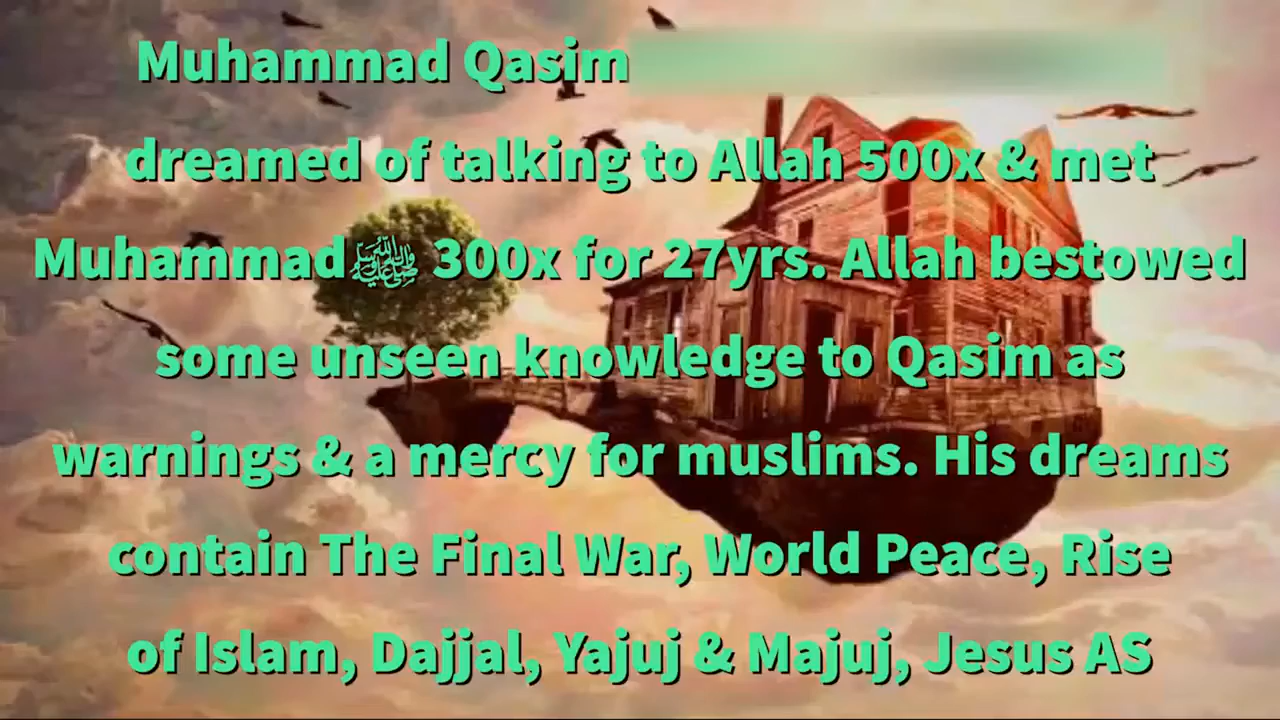 Muhammad Qasim
dreamed of talking to Allah 500x & met
Muhammadﷺ 300x for 27yrs. Allah bestowed
some unseen knowledge to Qasim as
warnings & a mercy for muslims. His dreams
contain The Final War, World Peace, Rise
of Islam, Dajjal, Yajuj & Majuj, Jesus AS